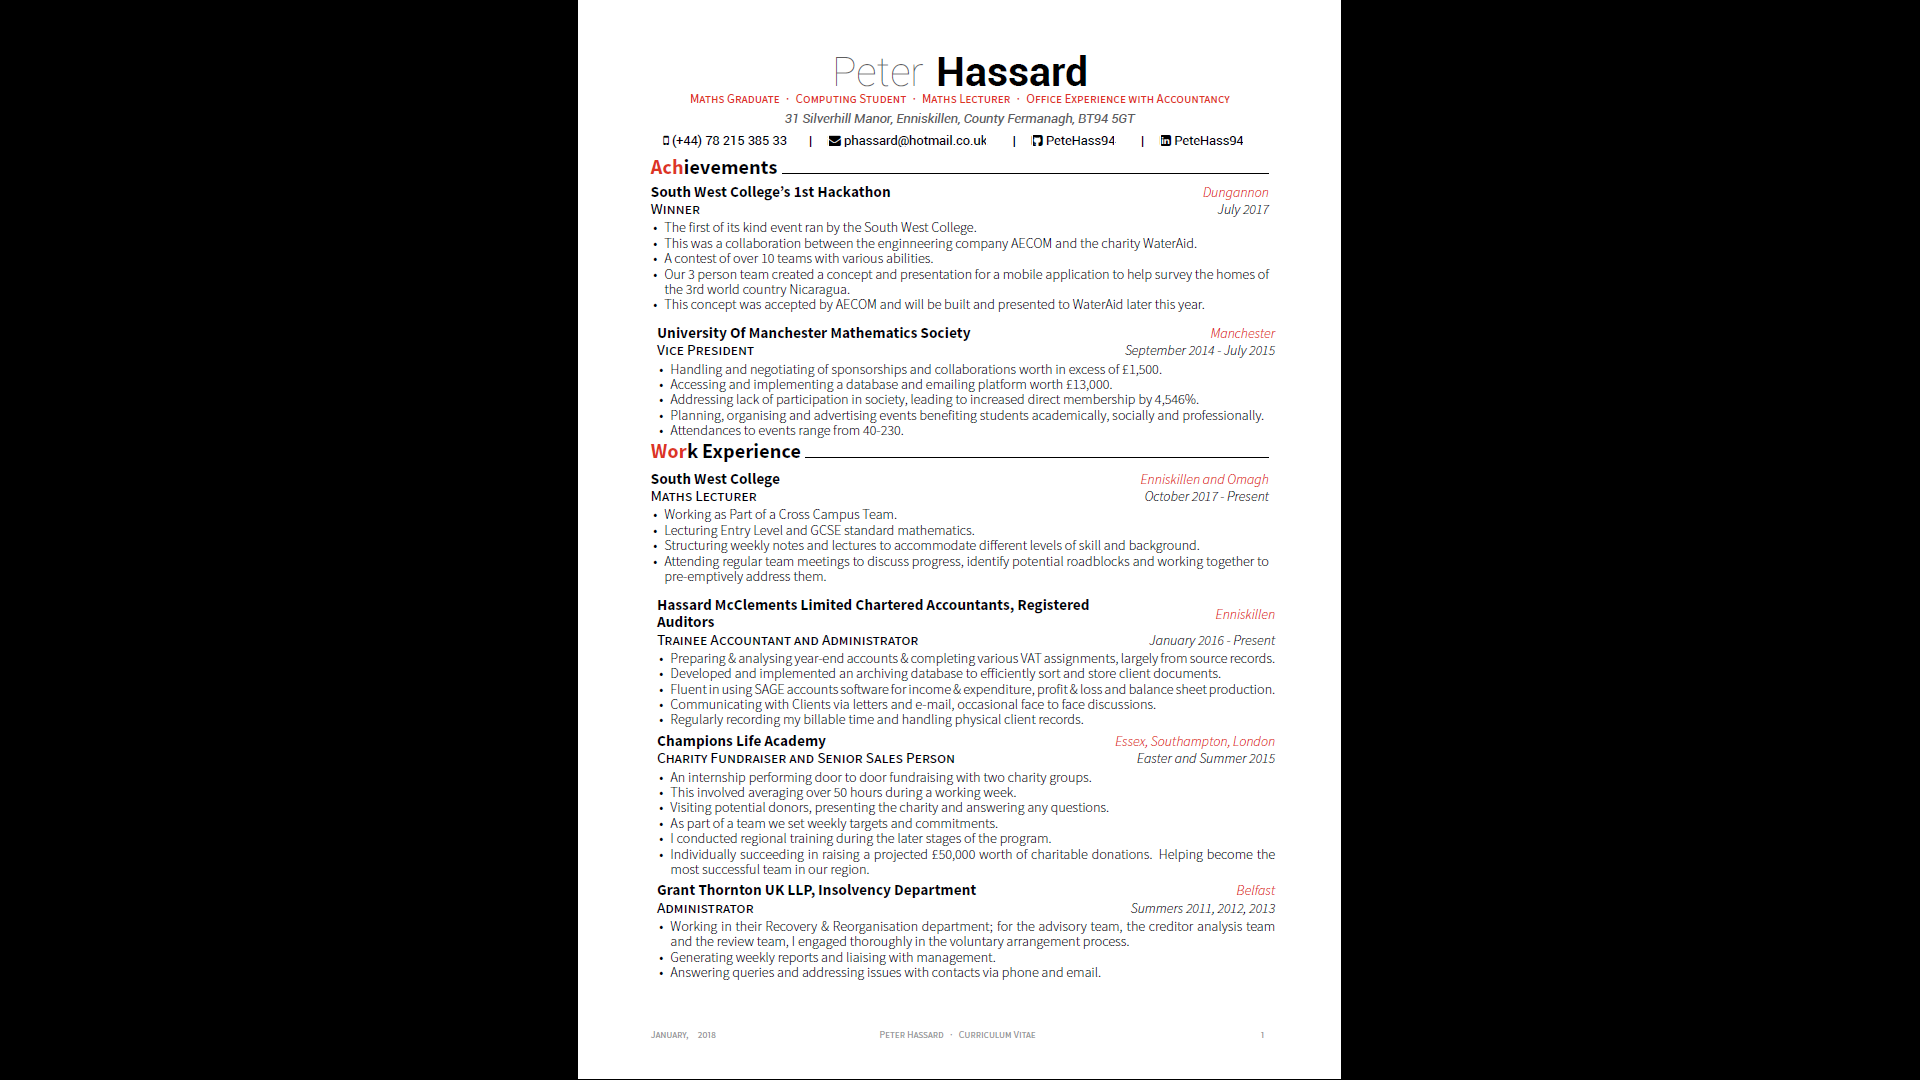 Peter Hassard
Maths Graduate · Computing Student · Maths Lecturer · Office Experience with Accountancy
31 Silverhill Manor, Enniskillen, County Fermanagh, BT94 5GT
(+44) 78 215 385 33 | phassard@hotmail.co.uk | PeteHass94 | PeteHass94
Achievements
South West College's 1st Hackathon Dungannon
Winner July 2017
• The first of its kind event ran by the South West College.
• This was a collaboration between the enginneering company AECOM and the charity WaterAid.
• A contest of over 10 teams with various abilities.
• Our 3 person team created a concept and presentation for a mobile application to help survey the homes of
the 3rd world country Nicaragua.
• This concept was accepted by AECOM and will be built and presented to WaterAid later this year.
University Of Manchester Mathematics Society Manchester
Vice President September 2014 - July 2015
• Handling and negotiating of sponsorships and collaborations worth in excess of £1,500.
• Accessing and implementing a database and emailing platform worth £13,000.
• Addressing lack of participation in society, leading to increased direct membership by 4,546%.
• Planning, organising and advertising events benefiting students academically, socially and professionally.
• Attendances to events range from 40-230.
Work Experience
South West College Enniskillen and Omagh
Maths Lecturer October 2017 - Present
• Working as Part of a Cross Campus Team.
• Lecturing Entry Level and GCSE standard mathematics.
• Structuring weekly notes and lectures to accommodate different levels of skill and background.
• Attending regular team meetings to discuss progress, identify potential roadblocks and working together to
pre-emptively address them.
Hassard McClements Limited Chartered Accountants, Registered
Auditors Enniskillen
Trainee Accountant and Administrator January 2016 - Present
• Preparing & analysing year-end accounts & completing various VAT assignments, largely from source records.
• Developed and implemented an archiving database to efficiently sort and store client documents.
• Fluent in using SAGE accounts software for income & expenditure, profit & loss and balance sheet production.
• Communicating with Clients via letters and e-mail, occasional face to face discussions.
• Regularly recording my billable time and handling physical client records.
Champions Life Academy Essex, Southampton, London
Charity Fundraiser and Senior Sales Person Easter and Summer 2015
• An internship performing door to door fundraising with two charity groups.
• This involved averaging over 50 hours during a working week.
• Visiting potential donors, presenting the charity and answering any questions.
• As part of a team we set weekly targets and commitments.
• I conducted regional training during the later stages of the program.
• Individually succeeding in raising a projected £50,000 worth of charitable donations. Helping become the
most successful team in our region.
Grant Thornton UK LLP, Insolvency Department Belfast
Administrator Summers 2011, 2012, 2013
• Working in their Recovery & Reorganisation department; for the advisory team, the creditor analysis team
and the review team, I engaged thoroughly in the voluntary arrangement process.
• Generating weekly reports and liaising with management.
• Answering queries and addressing issues with contacts via phone and email.
January, 2018 Peter Hassard · Curriculum Vitae 1